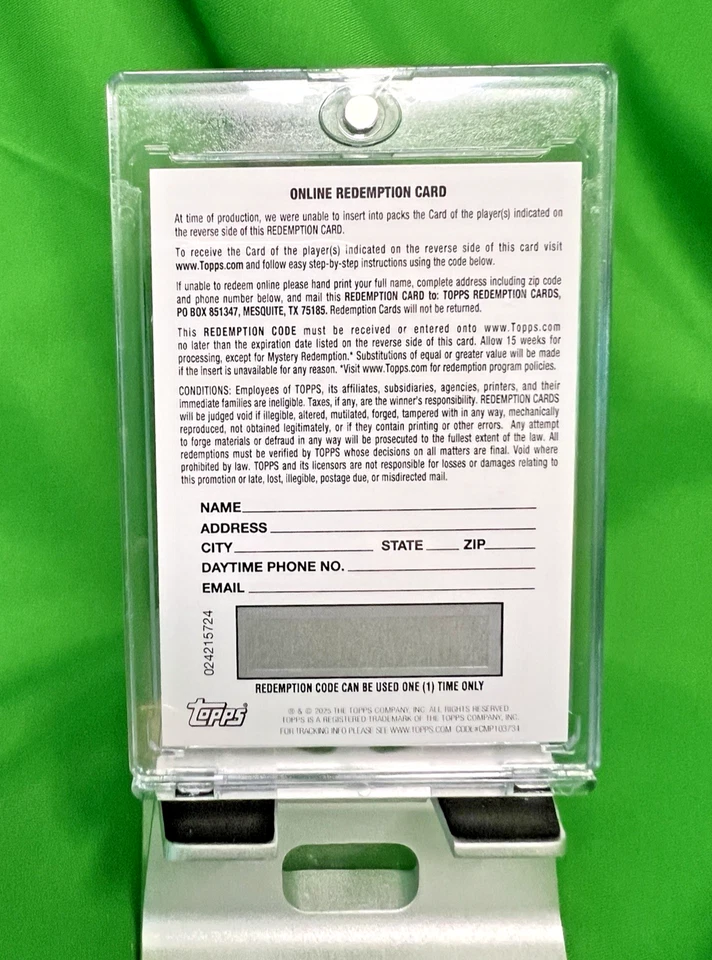 ONLINE REDEMPTION CARD
At time of production, we were unable to insert into packs the Card of the player(s) indicated on
the reverse side of this REDEMPTION CARD.
To receive the Card of the player(s) indicated on the reverse side of this card visit
www.Topps.com and follow easy step-by-step instructions using the code below.
If unable to redeem online please hand print your full name, complete address including zip code
and phone number below, and mail this REDEMPTION CARD to: TOPPS REDEMPTION CARDS,
PO BOX 851347, MESQUITE, TX 75185. Redemption Cards will not be returned.
This REDEMPTION CODE must be received or entered onto www.Topps.com
no later than the expiration date listed on the reverse side of this card. Allow 15 weeks for
processing, except for Mystery Redemption.* Substitutions of equal or greater value will be made
if the insert is unavailable for any reason. *Visit www.Topps.com for redemption program policies.
CONDITIONS: Employees of TOPPS, its affiliates, subsidiaries, agencies, printers, and their
immediate families are ineligible. Taxes, if any, are the winner's responsibility. REDEMPTION CARDS
will be judged void if illegible, altered, mutilated, forged, tampered with in any way, mechanically
reproduced, not obtained legitimately, or if they contain printing or other errors. Any attempt
to forge materials or defraud in any way will be prosecuted to the fullest extent of the law. All
redemptions must be verified by TOPPS whose decisions on all matters are final. Void where
prohibited by law. TOPPS and its licensors are not responsible for losses or damages relating to
this promotion or late, lost, illegible, postage due, or misdirected mail.
NAME
ADDRESS
CITY STATE ZIP
DAYTIME PHONE NO.
EMAIL
024215724
REDEMPTION CODE CAN BE USED ONE (1) TIME ONLY
topps
® & © 2025 THE TOPPS COMPANY, INC. ALL RIGHTS RESERVED.
TOPPS IS A REGISTERED TRADEMARK OF THE TOPPS COMPANY, INC.
FOR TRACKING INFO PLEASE SEE WWW.TOPPS.COM CODE#CMP103734